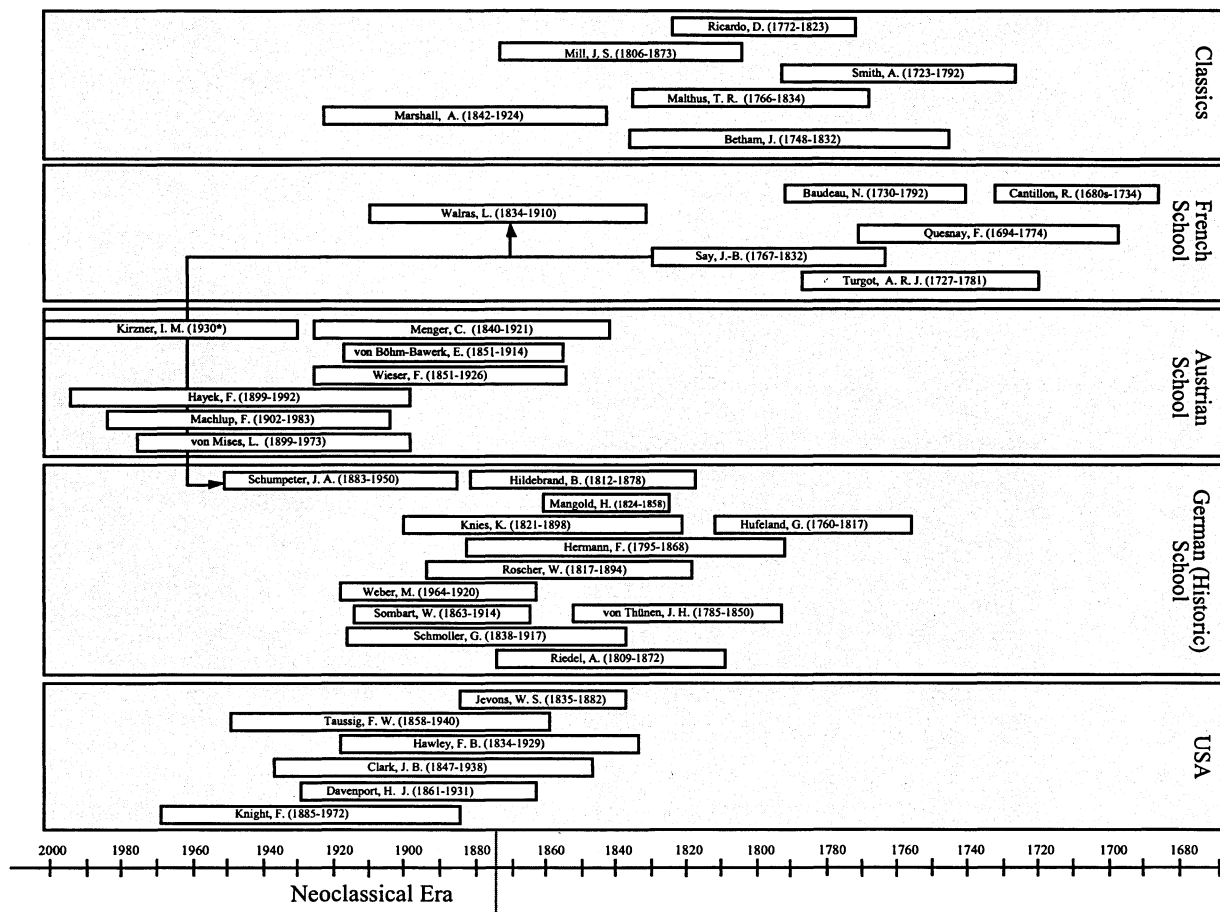 Classics
Ricardo, D. (1772-1823)
Mill, J. S. (1806-1873)
Smith, A. (1723-1792)
Malthus, T. R. (1766-1834)
Marshall, A. (1842-1924)
Betham, J. (1748-1832)
French
School
Baudeau, N. (1730-1792)
Cantillon, R. (1680s-1734)
Walras, L. (1834-1910)
Quesnay, F. (1694-1774)
Say, J.-B. (1767-1832)
Turgot, A. R. J. (1727-1781)
Austrian
School
Kirzner, I. M. (1930*)
Menger, C. (1840-1921)
von Böhm-Bawerk, E. (1851-1914)
Wieser, F. (1851-1926)
Hayek, F. (1899-1992)
Machlup, F. (1902-1983)
von Mises, L. (1899-1973)
German (Historic)
School
Schumpeter, J. A. (1883-1950)
Hildebrand, B. (1812-1878)
Mangold, H. (1824-1858)
Knies, K. (1821-1898)
Hufeland, G. (1760-1817)
Hermann, F. (1795-1868)
Roscher, W. (1817-1894)
Weber, M. (1964-1920)
Sombart, W. (1863-1914)
von Thünen, J. H. (1785-1850)
Schmoller, G. (1838-1917)
Riedel, A. (1809-1872)
USA
Jevons, W. S. (1835-1882)
Taussig, F. W. (1858-1940)
Hawley, F. B. (1834-1929)
Clark, J. B. (1847-1938)
Davenport, H. J. (1861-1931)
Knight, F. (1885-1972)
2000 1980 1960 1940 1920 1900 1880 1860 1840 1820 1800 1780 1760 1740 1720 1700 1680
Neoclassical Era